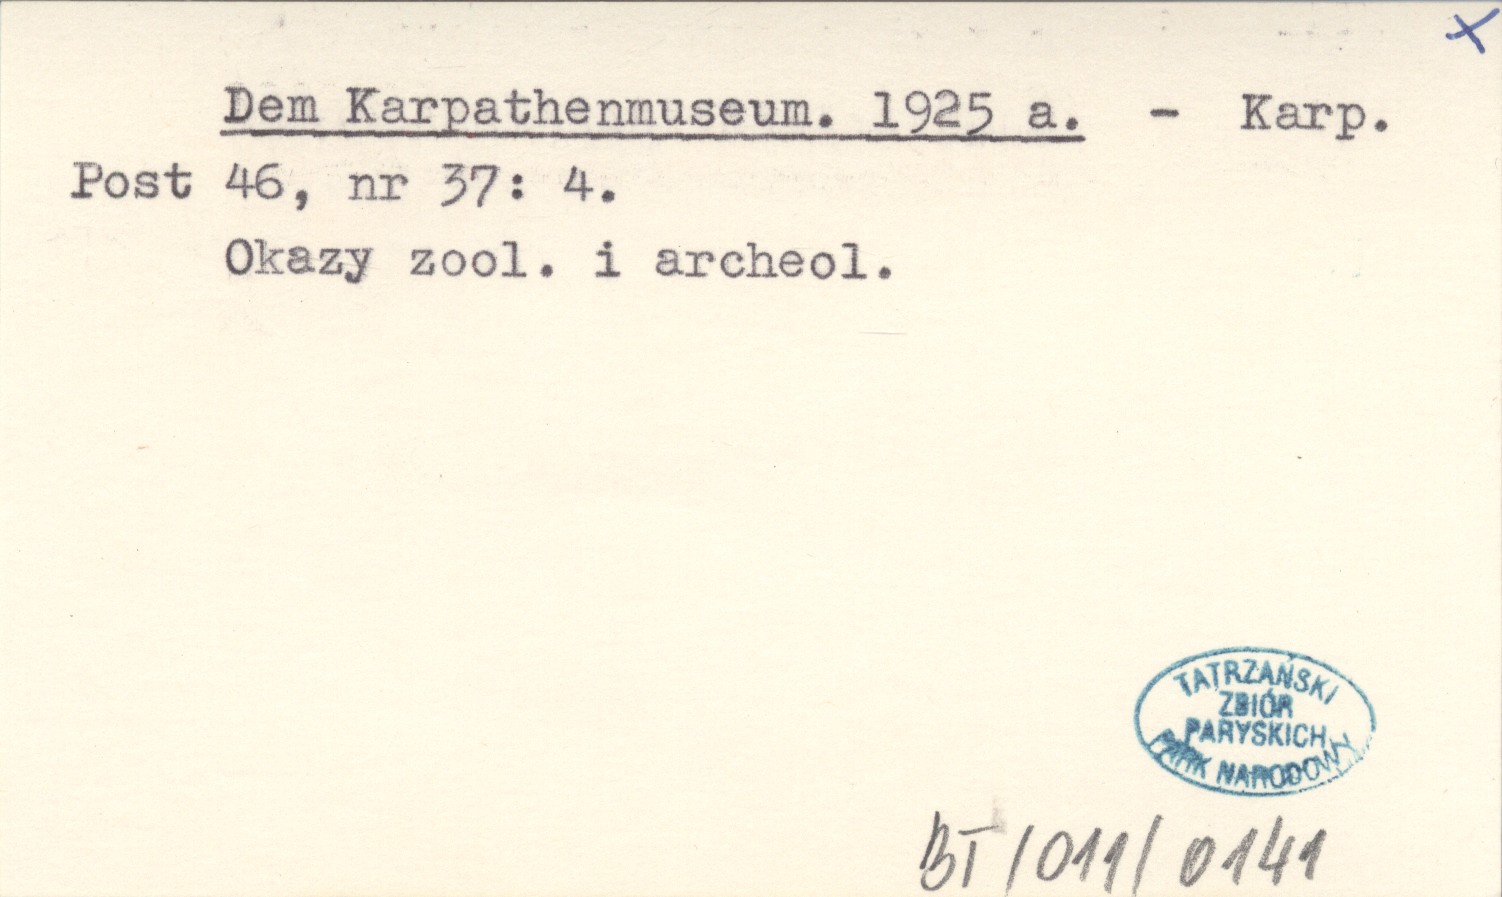 Dem Karpathenmuseum. 1925 a. - Karp.
Post 46, nr 37: 4.
Okazy zool. i archeol.
TATRZAŃSKI
ZBIÓR
PARYSKICH
PARK NARODOWY
BT/011/0141